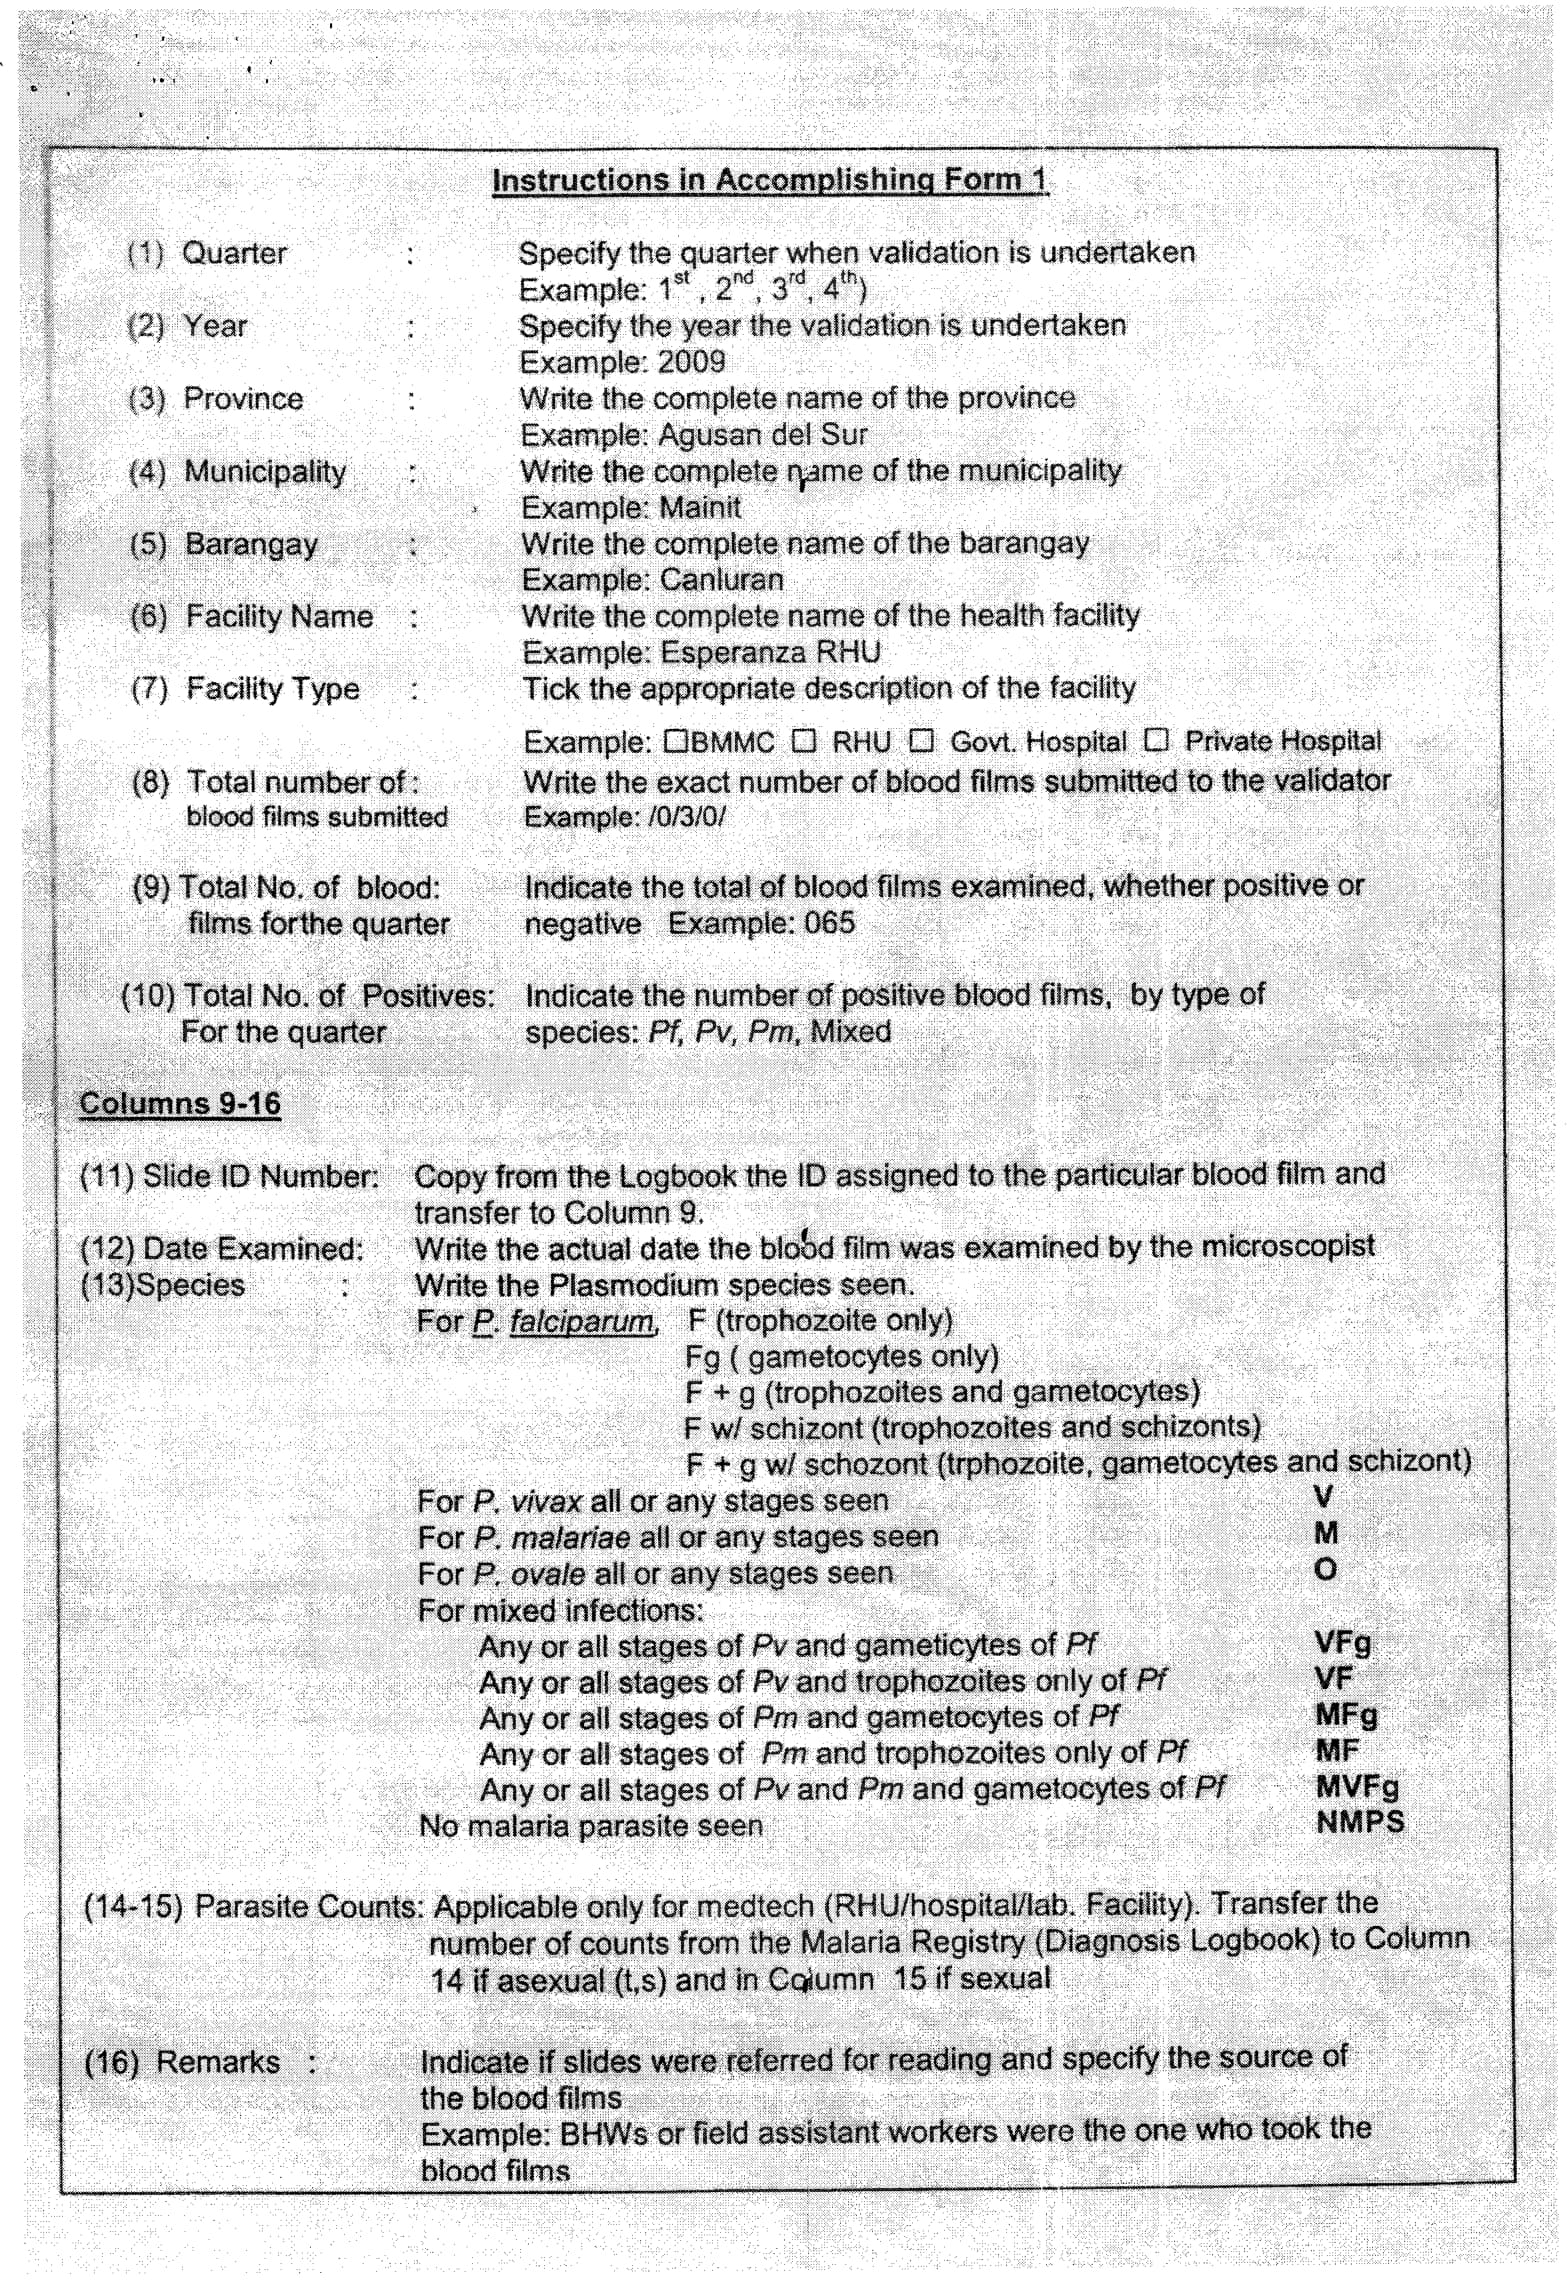 Instructions in Accomplishing Form 1
(1) Quarter : Specify the quarter when validation is undertaken
Example: 1st , 2nd, 3rd, 4th)
(2) Year : Specify the year the validation is undertaken
Example: 2009
(3) Province : Write the complete name of the province
Example: Agusan del Sur
(4) Municipality : Write the complete name of the municipality
Example: Mainit
(5) Barangay : Write the complete name of the barangay
Example: Canluran
(6) Facility Name : Write the complete name of the health facility
Example: Esperanza RHU
(7) Facility Type : Tick the appropriate description of the facility
Example: ☐BMMC ☐ RHU ☐ Govt. Hospital ☐ Private Hospital
(8) Total number of : Write the exact number of blood films submitted to the validator
blood films submitted Example: /0/3/0/
(9) Total No. of blood: Indicate the total of blood films examined, whether positive or
films forthe quarter negative Example: 065
(10) Total No. of Positives: Indicate the number of positive blood films, by type of
For the quarter species: Pf, Pv, Pm, Mixed
Columns 9-16
(11) Slide ID Number: Copy from the Logbook the ID assigned to the particular blood film and
transfer to Column 9.
(12) Date Examined: Write the actual date the blood film was examined by the microscopist
(13)Species : Write the Plasmodium species seen.
For P. falciparum, F (trophozoite only)
Fg ( gametocytes only)
F + g (trophozoites and gametocytes)
F w/ schizont (trophozoites and schizonts)
F + g w/ schozont (trphozoite, gametocytes and schizont)
For P. vivax all or any stages seen V
For P. malariae all or any stages seen M
For P. ovale all or any stages seen O
For mixed infections:
Any or all stages of Pv and gameticytes of Pf VFg
Any or all stages of Pv and trophozoites only of Pf VF
Any or all stages of Pm and gametocytes of Pf MFg
Any or all stages of Pm and trophozoites only of Pf MF
Any or all stages of Pv and Pm and gametocytes of Pf MVFg
No malaria parasite seen NMPS
(14-15) Parasite Counts: Applicable only for medtech (RHU/hospital/lab. Facility). Transfer the
number of counts from the Malaria Registry (Diagnosis Logbook) to Column
14 if asexual (t,s) and in Column 15 if sexual
(16) Remarks : Indicate if slides were referred for reading and specify the source of
the blood films
Example: BHWs or field assistant workers were the one who took the
blood films